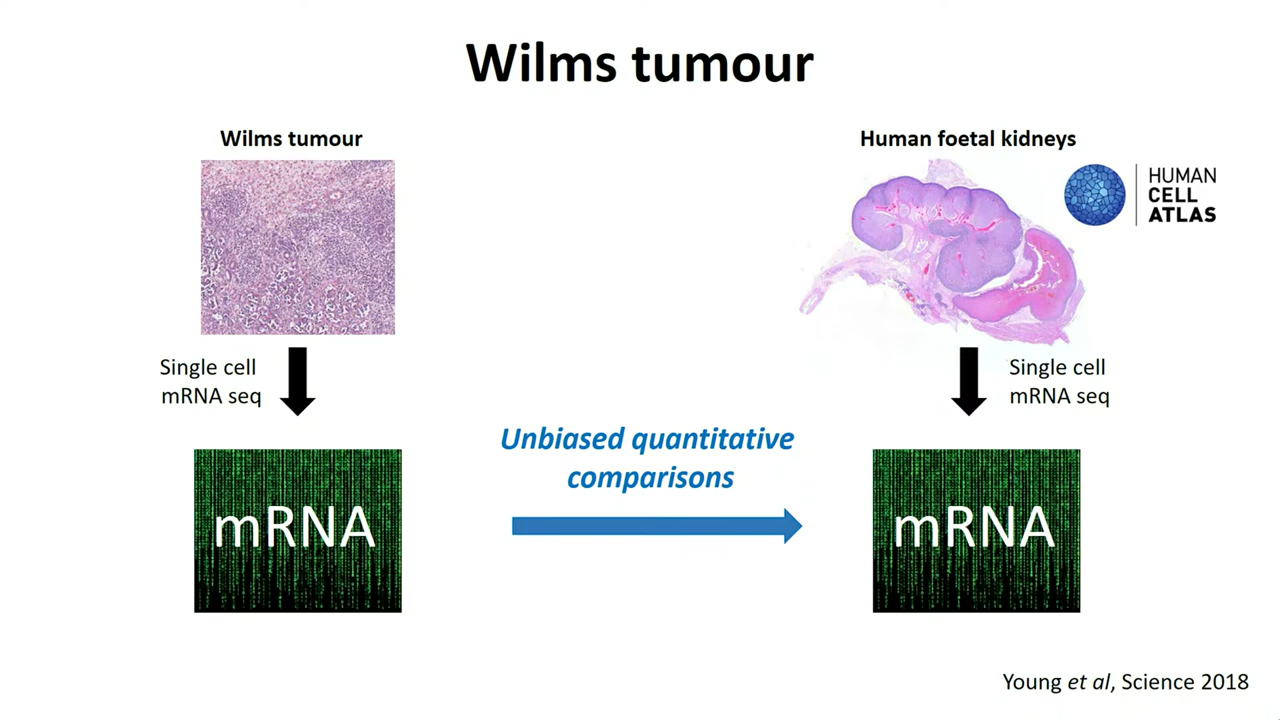 Wilms tumour
Wilms tumour
Human foetal kidneys
HUMAN
CELL
ATLAS
Single cell
mRNA seq
Single cell
mRNA seq
Unbiased quantitative
comparisons
mRNA
mRNA
Young et al, Science 2018